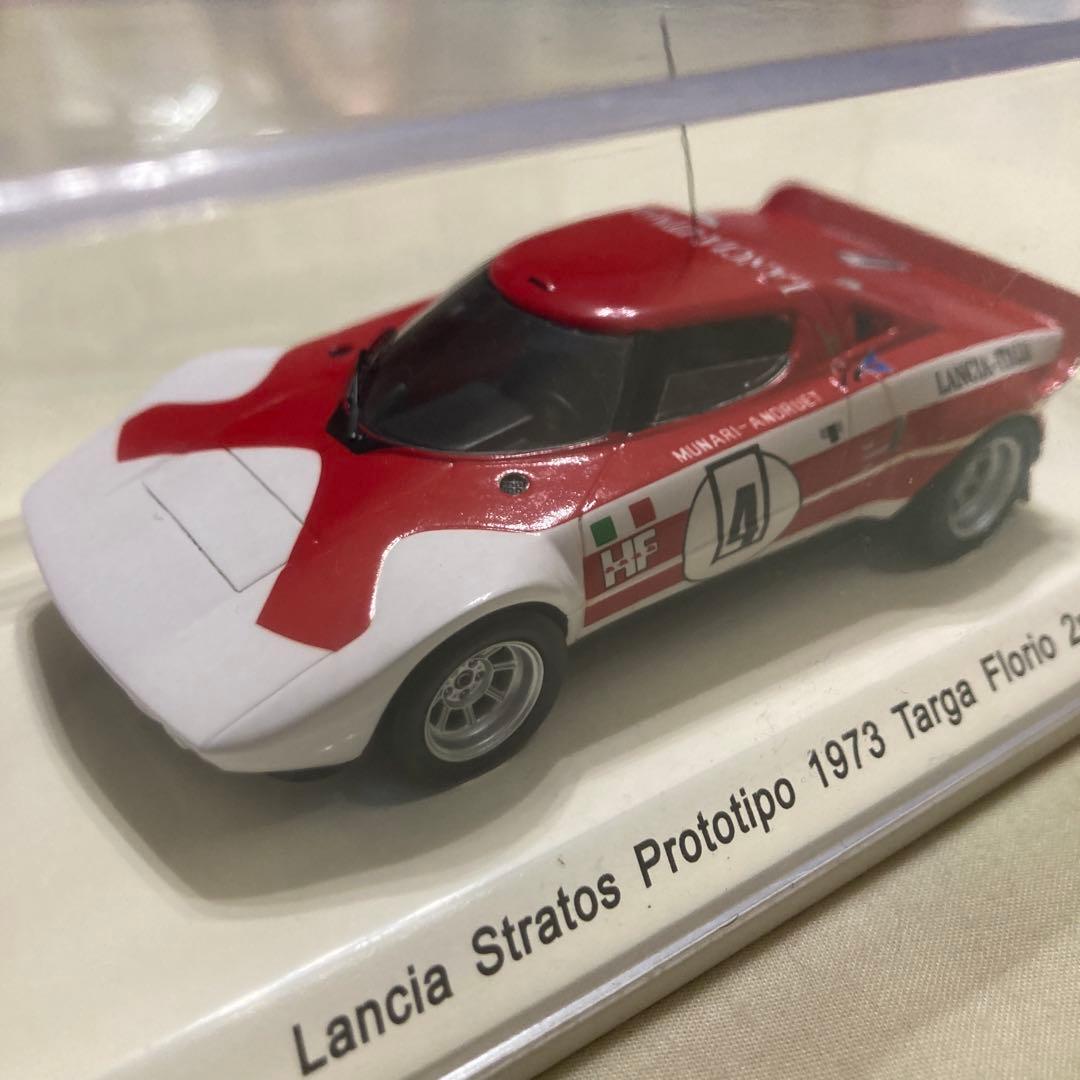 LANCIA-ITALIA
MUNARI-ANDRUET
4
HF
Lancia Stratos Prototipo 1973 Targa Florio